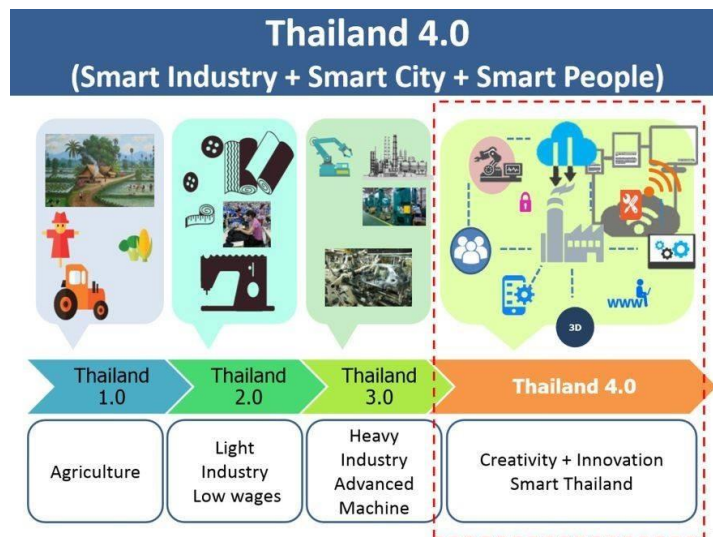 Thailand 4.0
(Smart Industry + Smart City + Smart People)
www
3D
Thailand
1.0
Thailand
2.0
Thailand
3.0
Thailand 4.0
Agriculture
Light
Industry
Low wages
Heavy
Industry
Advanced
Machine
Creativity + Innovation
Smart Thailand